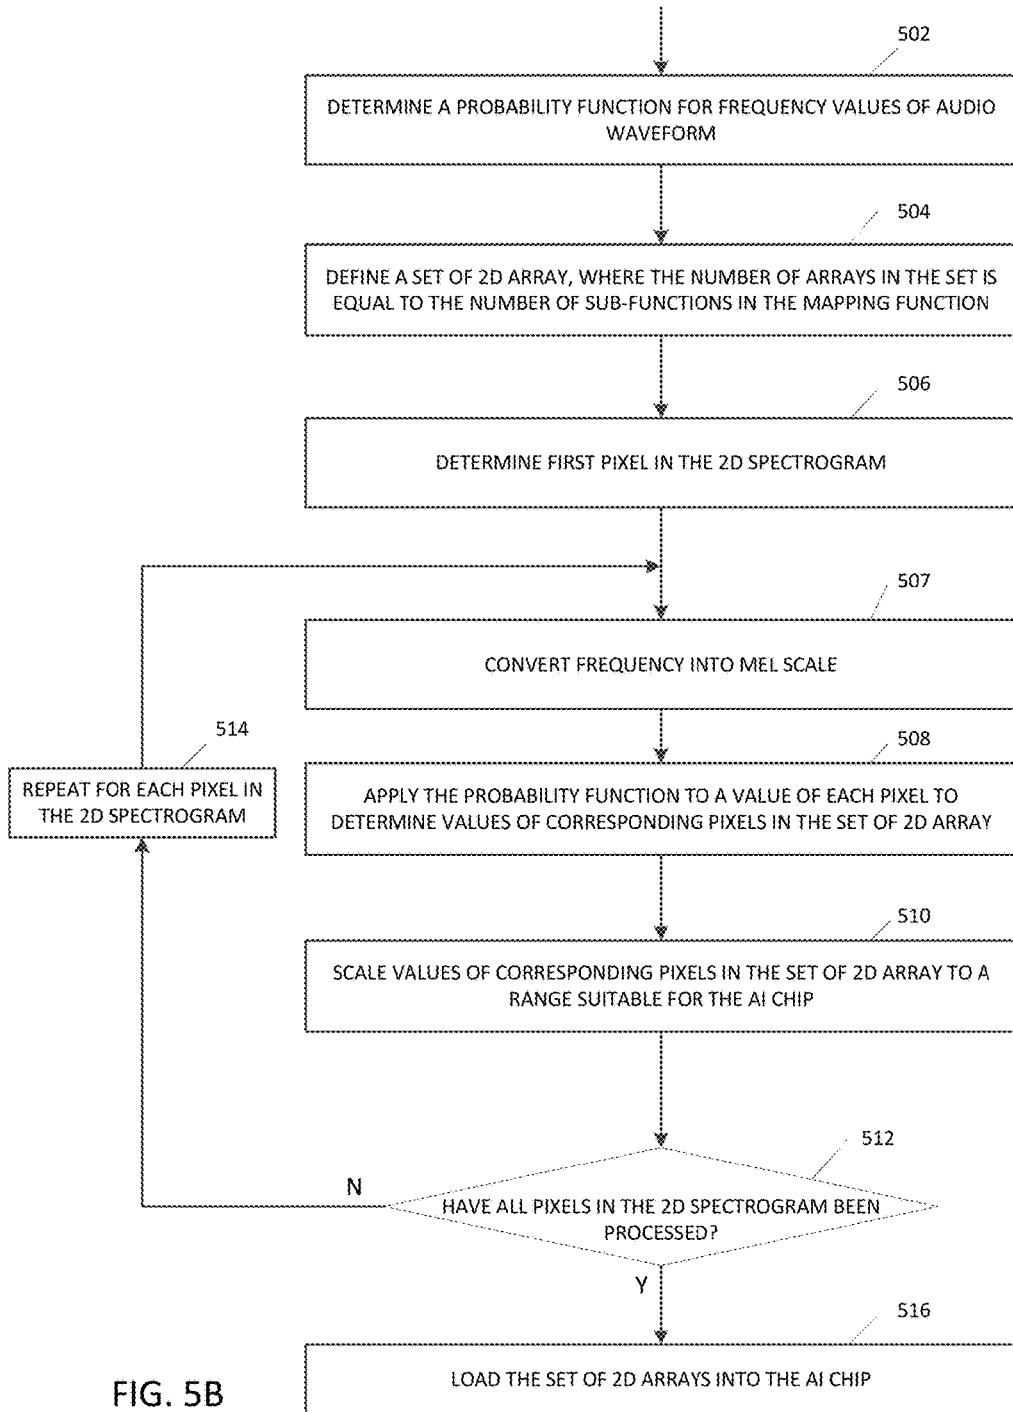 502
DETERMINE A PROBABILITY FUNCTION FOR FREQUENCY VALUES OF AUDIO
WAVEFORM
504
DEFINE A SET OF 2D ARRAY, WHERE THE NUMBER OF ARRAYS IN THE SET IS
EQUAL TO THE NUMBER OF SUB-FUNCTIONS IN THE MAPPING FUNCTION
506
DETERMINE FIRST PIXEL IN THE 2D SPECTROGRAM
507
CONVERT FREQUENCY INTO MEL SCALE
514
REPEAT FOR EACH PIXEL IN
THE 2D SPECTROGRAM
508
APPLY THE PROBABILITY FUNCTION TO A VALUE OF EACH PIXEL TO
DETERMINE VALUES OF CORRESPONDING PIXELS IN THE SET OF 2D ARRAY
510
SCALE VALUES OF CORRESPONDING PIXELS IN THE SET OF 2D ARRAY TO A
RANGE SUITABLE FOR THE AI CHIP
512
N
HAVE ALL PIXELS IN THE 2D SPECTROGRAM BEEN
PROCESSED?
Y
516
LOAD THE SET OF 2D ARRAYS INTO THE AI CHIP
FIG. 5B